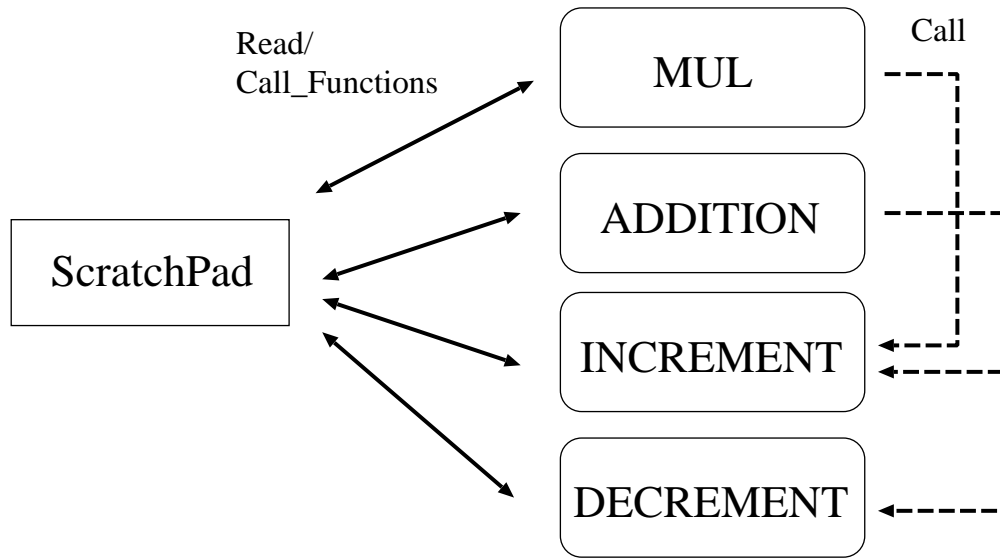 Read/
Call_Functions
Call
MUL
ADDITION
ScratchPad
INCREMENT
DECREMENT